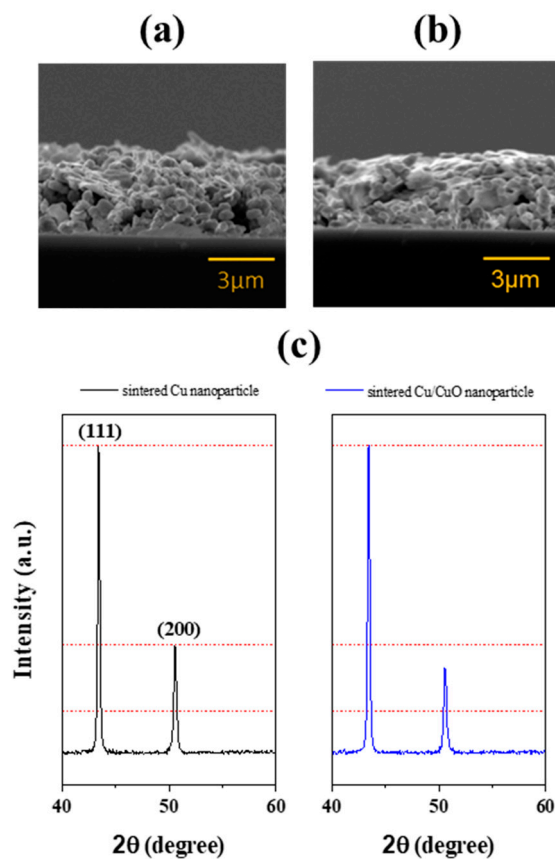 (a) (b)
3μm 3μm
(c)
sintered Cu nanoparticle sintered Cu/CuO nanoparticle
(111)
(200)
Intensity (a.u.)
40 50 60 40 50 60
2θ (degree) 2θ (degree)